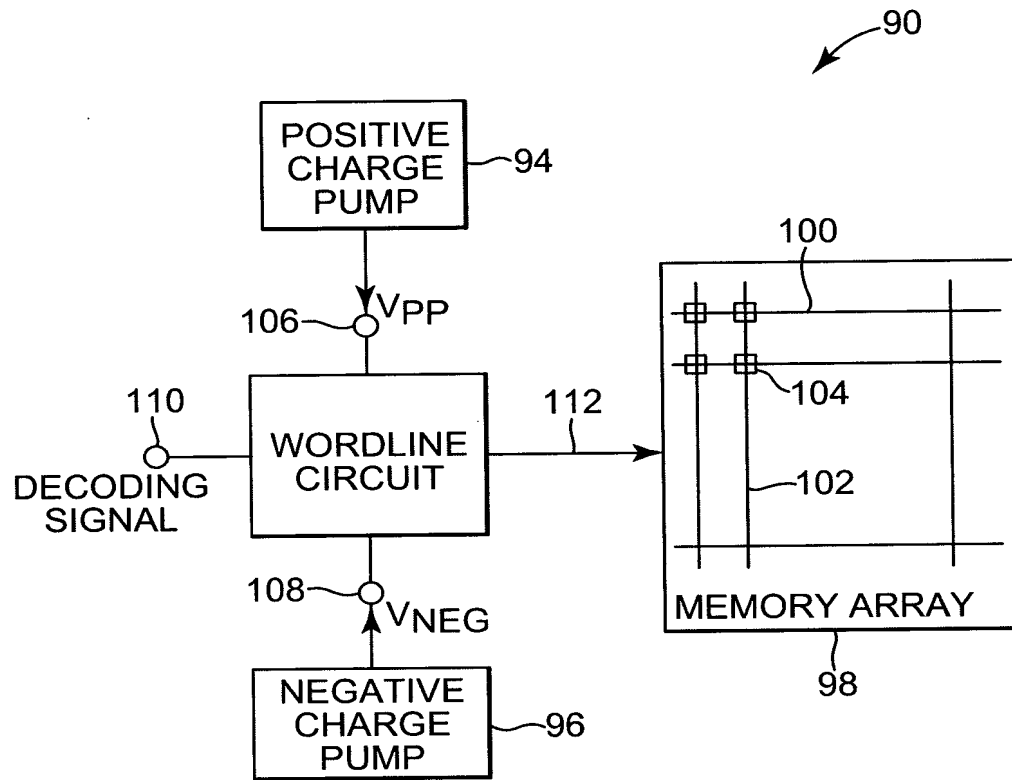 90
POSITIVE
CHARGE
PUMP
94
106
VPP
100
110
DECODING
SIGNAL
WORDLINE
CIRCUIT
112
104
102
108
VNEG
MEMORY ARRAY
98
NEGATIVE
CHARGE
PUMP
96